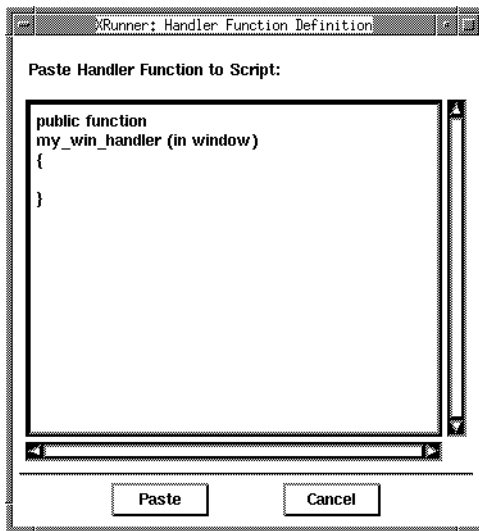 XRunner: Handler Function Definition
Paste Handler Function to Script:
public function
my_win_handler (in window)
{
}
Paste
Cancel